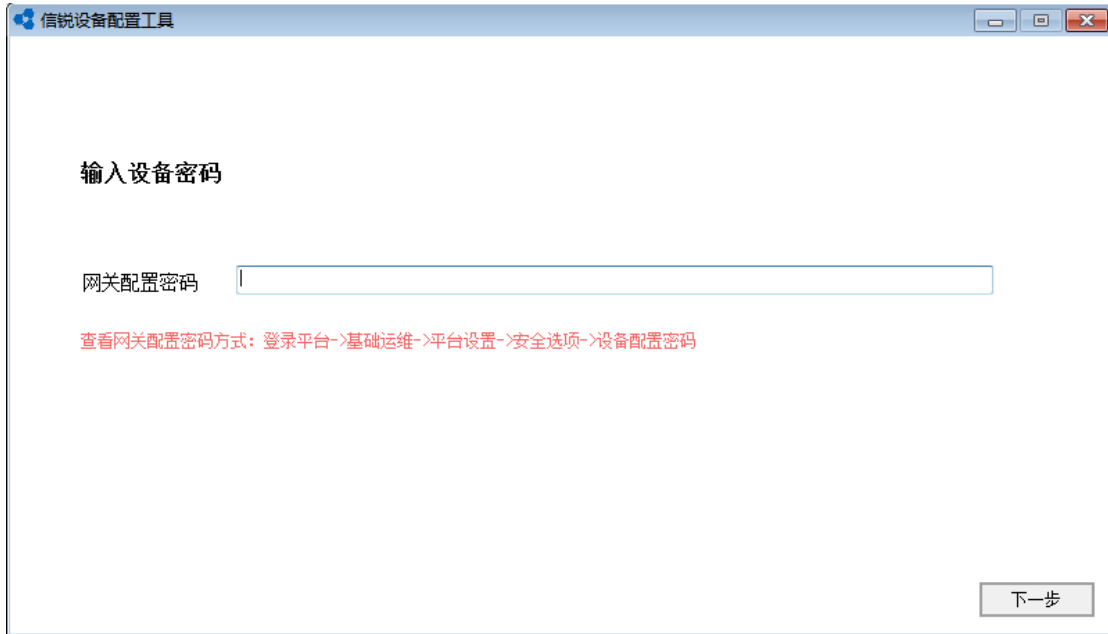 信锐设备配置工具
输入设备密码
网关配置密码
查看网关配置密码方式：登录平台->基础运维->平台设置->安全选项->设备配置密码
下一步